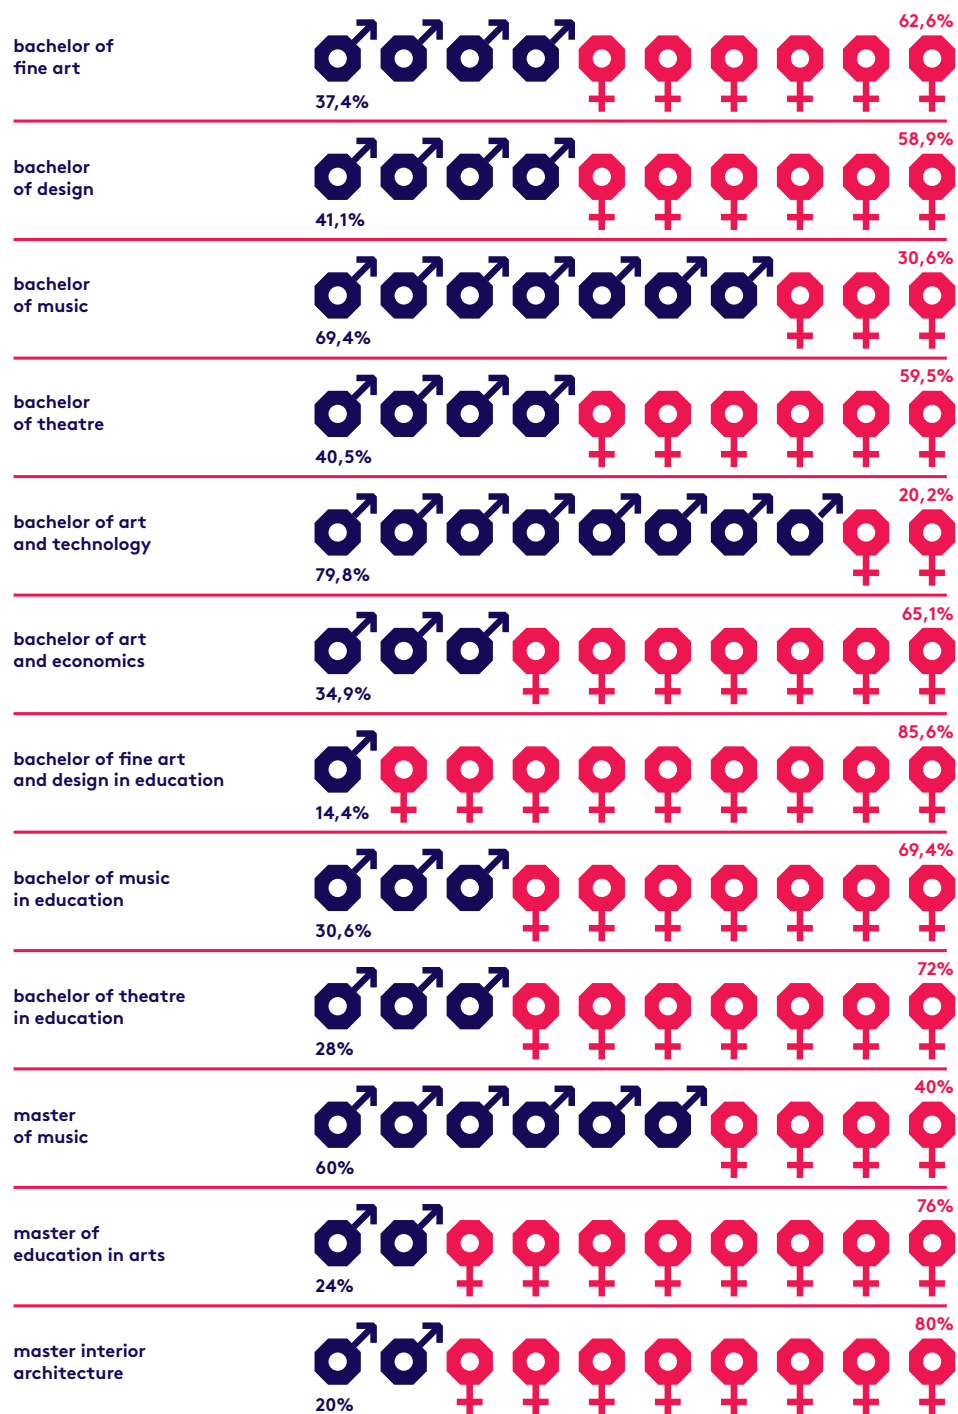 62,6%
bachelor of
fine art
37,4%
58,9%
bachelor
of design
41,1%
30,6%
bachelor
of music
69,4%
59,5%
bachelor
of theatre
40,5%
20,2%
bachelor of art
and technology
79,8%
65,1%
bachelor of art
and economics
34,9%
85,6%
bachelor of fine art
and design in education
14,4%
69,4%
bachelor of music
in education
30,6%
72%
bachelor of theatre
in education
28%
40%
master
of music
60%
76%
master of
education in arts
24%
80%
master interior
architecture
20%